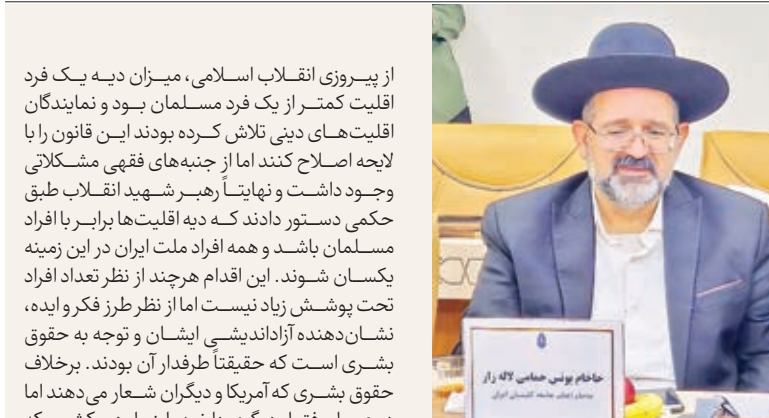 از پیروزی انقلاب اسلامی، میزان دیه یک فرد
اقلیت کمتر از یک فرد مسلمان بود و نمایندگان
اقلیت‌های دینی تلاش کرده بودند این قانون را با
لایحه اصلاح کنند اما از جنبه‌های فقهی مشکلاتی
وجود داشت و نهایتاً رهبر شهید انقلاب طبق
حکمی دستور دادند که دیه اقلیت‌ها برابر با افراد
مسلمان باشد و همه افراد ملت ایران در این زمینه
یکسان شوند. این اقدام هرچند از نظر تعداد افراد
تحت پوشش زیاد نیست اما از نظر طرز فکر و ایده،
نشان‌دهنده آزاداندیشی ایشان و توجه به حقوق
بشری است که حقیقتاً طرفدار آن بودند. برخلاف
حقوق بشری که آمریکا و دیگران شعار می‌دهند اما
حاخام یونس حمامی لاله زار